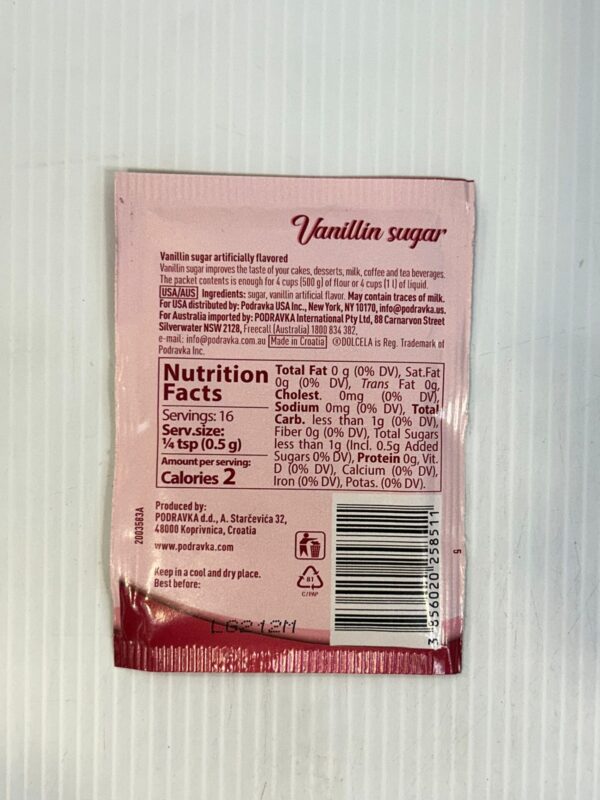 Vanillin sugar
Vanillin sugar artificially flavored
Vanillin sugar improves the taste of your cakes, desserts, milk, coffee and tea beverages.
The packet contents is enough for 4 cups (500 g) of flour or 4 cups (1 l) of liquid.
USA/AUS Ingredients: sugar, vanillin artificial flavor. May contain traces of milk.
For USA distributed by: Podravka USA Inc., New York, NY 10170, info@podravka.us.
For Australia imported by: PODRAVKA International Pty Ltd, 88 Carnarvon Street
Silverwater NSW 2128, Freecall (Australia) 1800 834 382,
e-mail: info@podravka.com.au Made in Croatia ®DOLCELA is Reg. Trademark of
Podravka Inc.
Nutrition
Facts
Servings: 16
Serv.size:
¼ tsp (0.5 g)
Amount per serving:
Calories 2
Total Fat 0 g (0% DV), Sat.Fat
0g (0% DV), Trans Fat 0g,
Cholest. 0mg (0% DV),
Sodium 0mg (0% DV), Total
Carb. less than 1g (0% DV),
Fiber 0g (0% DV), Total Sugars
less than 1g (Incl. 0.5g Added
Sugars 0% DV), Protein 0g, Vit.
D (0% DV), Calcium (0% DV),
Iron (0% DV), Potas. (0% DV).
Produced by:
PODRAVKA d.d., A. Starčevića 32,
48000 Koprivnica, Croatia
www.podravka.com
Keep in a cool and dry place.
Best before:
LG212M
2003583A
81
C/PAP
3 856020 258511
5